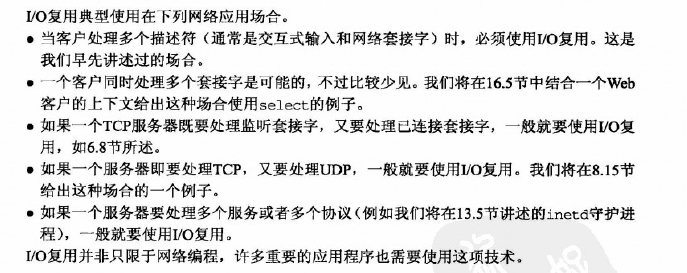 I/O复用典型使用在下列网络应用场合。
● 当客户处理多个描述符（通常是交互式输入和网络套接字）时，必须使用I/O复用。这是
我们早先讲述过的场合。
● 一个客户同时处理多个套接字是可能的，不过比较少见。我们将在16.5节中结合一个Web
客户的上下文给出这种场合使用select的例子。
● 如果一个TCP服务器既要处理监听套接字，又要处理已连接套接字，一般就要使用I/O复
用，如6.8节所述。
● 如果一个服务器即要处理TCP，又要处理UDP，一般就要使用I/O复用。我们将在8.15节
给出这种场合的一个例子。
● 如果一个服务器要处理多个服务或者多个协议（例如我们将在13.5节讲述的inetd守护进
程），一般就要使用I/O复用。
I/O复用并非只限于网络编程，许多重要的应用程序也需要使用这项技术。